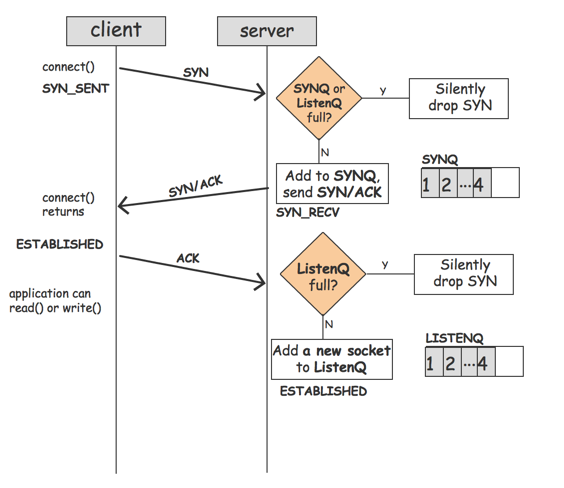 client
server
connect()
SYN_SENT
SYN
SYNQ or
ListenQ
full?
Y
Silently
drop SYN
N
Add to SYNQ,
send SYN/ACK
SYN_RECV
SYNQ
1 2 ...4
SYN/ACK
connect()
returns
ESTABLISHED
ACK
application can
read() or write()
ListenQ
full?
Y
Silently
drop SYN
N
Add a new socket
to ListenQ
ESTABLISHED
LISTENQ
1 2 ...4